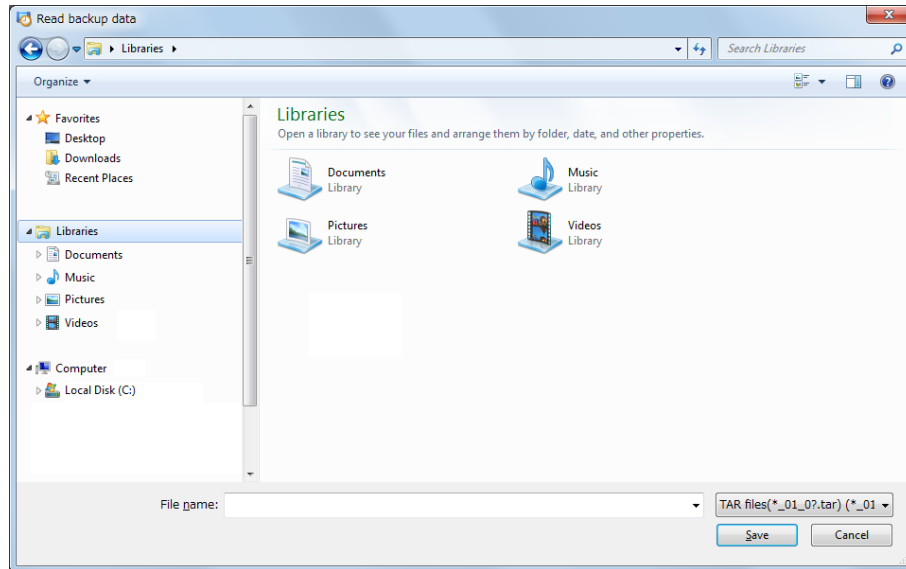 Read backup data
Libraries
Search Libraries
Organize
Favorites
Desktop
Downloads
Recent Places
Libraries
Documents
Music
Pictures
Videos
Computer
Local Disk (C:)
Libraries
Open a library to see your files and arrange them by folder, date, and other properties.
Documents
Library
Music
Library
Pictures
Library
Videos
Library
File name:
TAR files(*_01_0?.tar) (*_01
Save
Cancel